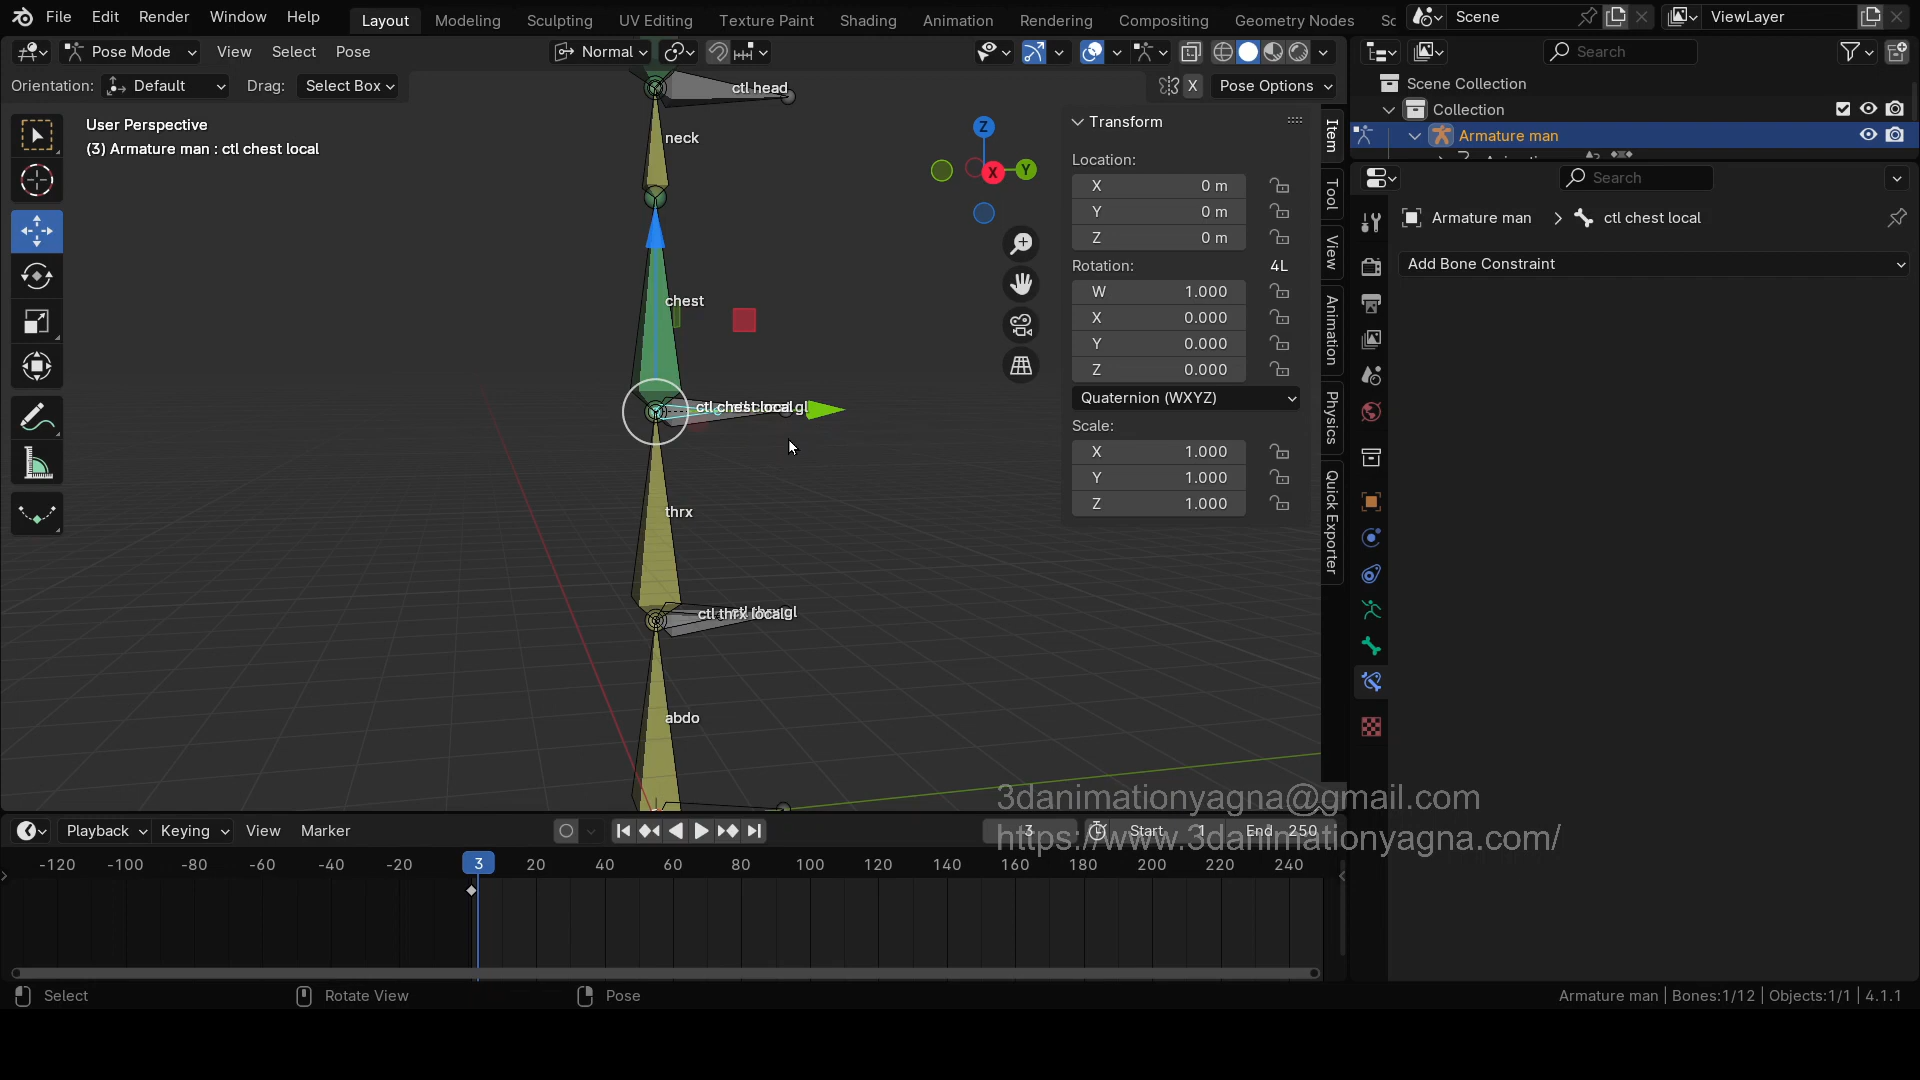 File Edit Render Window Help Layout Modeling Sculpting UV Editing Texture Paint Shading Animation Rendering Compositing Geometry Nodes Sc Scene ViewLayer
Pose Mode View Select Pose Normal Search
Orientation: Default Drag: Select Box X Pose Options
Scene Collection
Collection
Armature man
User Perspective
(3) Armature man : ctl chest local
ctl head
neck
chest
thrx
abdo
Z
X
Y
Transform
Location:
X 0 m
Y 0 m
Z 0 m
Rotation: 4L
W 1.000
X 0.000
Y 0.000
Z 0.000
Quaternion (WXYZ)
Scale:
X 1.000
Y 1.000
Z 1.000
Item
Tool
View
Animation
Physics
Quick Exporter
Search
Armature man ctl chest local
Add Bone Constraint
3danimationyagna@gmail.com
https://www.3danimationyagna.com/
Playback Keying View Marker 3 Start 1 End 250
-120 -100 -80 -60 -40 -20 3 20 40 60 80 100 120 140 160 180 200 220 240
Select Rotate View Pose Armature man | Bones:1/12 | Objects:1/1 | 4.1.1